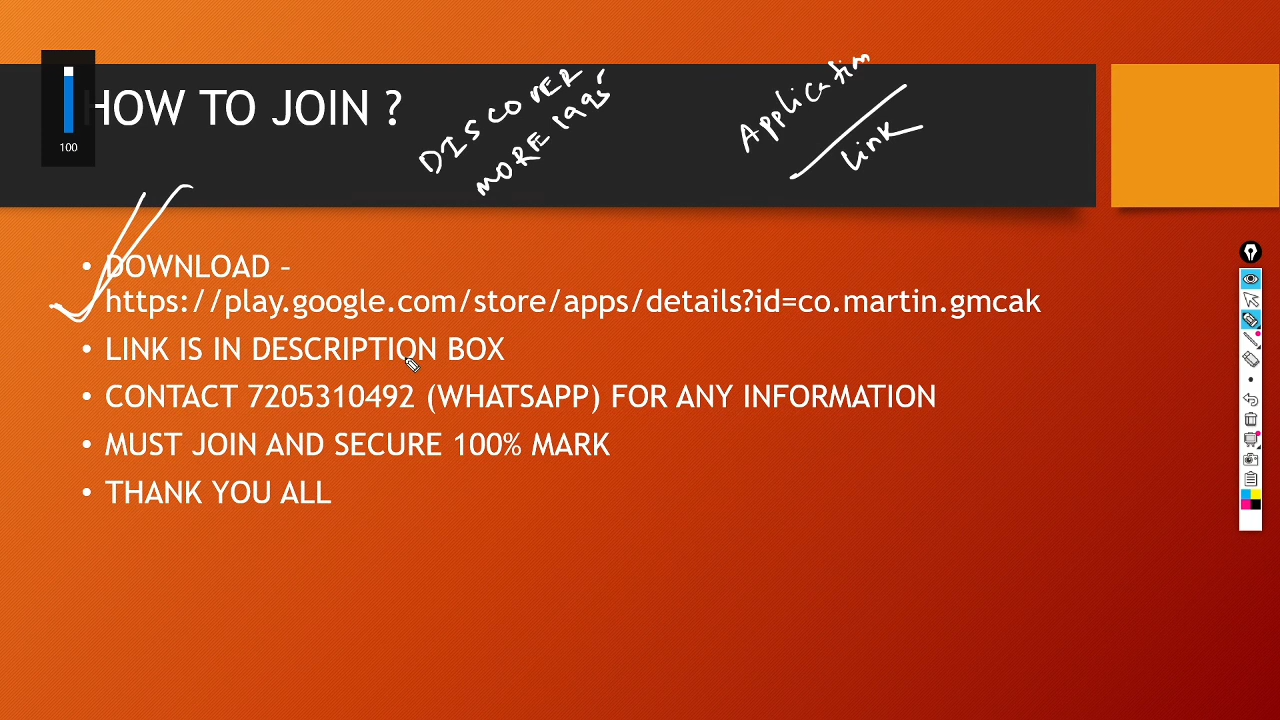 100
HOW TO JOIN ?
DISCOVER
MORE 1995
Application
Link
• DOWNLOAD –
https://play.google.com/store/apps/details?id=co.martin.gmcak
• LINK IS IN DESCRIPTION BOX
• CONTACT 7205310492 (WHATSAPP) FOR ANY INFORMATION
• MUST JOIN AND SECURE 100% MARK
• THANK YOU ALL